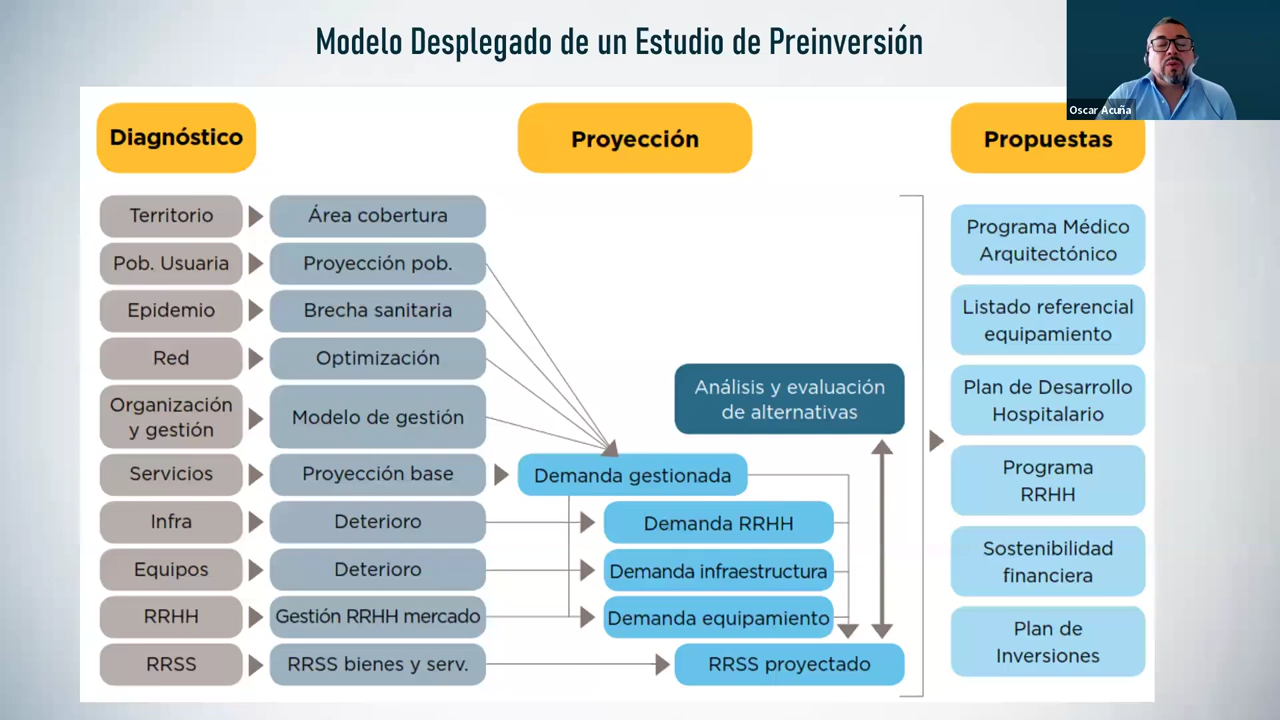 Modelo Desplegado de un Estudio de Preinversión
Oscar Acuña
Diagnóstico
Proyección
Propuestas
Territorio
Área cobertura
Pob. Usuaria
Proyección pob.
Epidemio
Brecha sanitaria
Red
Optimización
Organización
y gestión
Modelo de gestión
Servicios
Proyección base
Infra
Deterioro
Equipos
Deterioro
RRHH
Gestión RRHH mercado
RRSS
RRSS bienes y serv.
Análisis y evaluación
de alternativas
Demanda gestionada
Demanda RRHH
Demanda infraestructura
Demanda equipamiento
RRSS proyectado
Programa Médico
Arquitectónico
Listado referencial
equipamiento
Plan de Desarrollo
Hospitalario
Programa
RRHH
Sostenibilidad
financiera
Plan de
Inversiones